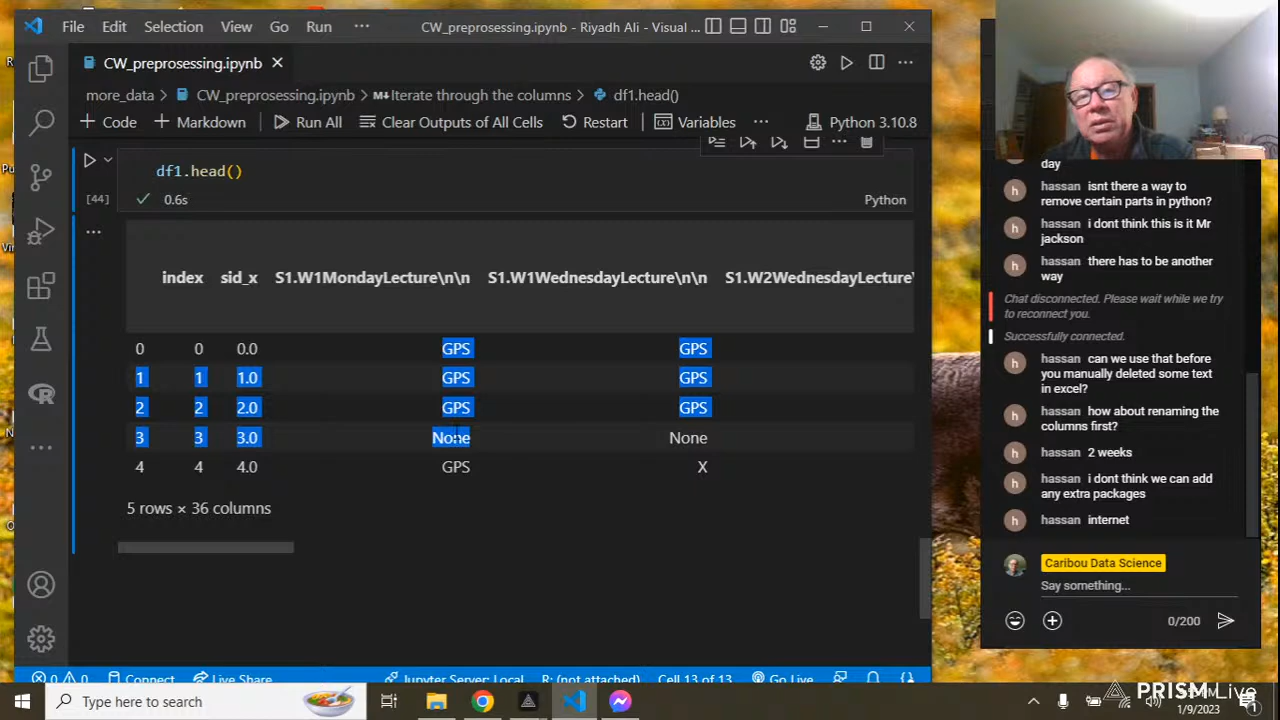 File Edit Selection View Go Run ··· CW_preprosessing.ipynb - Riyadh Ali - Visual ...
CW_preprosessing.ipynb
more_data > CW_preprosessing.ipynb > Iterate through the columns > df1.head()
+ Code + Markdown Run All Clear Outputs of All Cells Restart Variables ··· Python 3.10.8
df1.head()
[44] 0.6s Python
index sid_x S1.W1MondayLecture\n\n S1.W1WednesdayLecture\n\n S1.W2WednesdayLecture\
0 0 0.0 GPS GPS
1 1 1.0 GPS GPS
2 2 2.0 GPS GPS
3 3 3.0 None None
4 4 4.0 GPS X
5 rows × 36 columns
0 0 Connect Live Share Jupyter Server: Local R: (not attached) Cell 13 of 13 Go Live
day
hassan isnt there a way to
remove certain parts in python?
hassan i dont think this is it Mr
jackson
hassan there has to be another
way
Chat disconnected. Please wait while we try
to reconnect you.
Successfully connected.
hassan can we use that before
you manually deleted some text
in excel?
hassan how about renaming the
columns first?
hassan 2 weeks
hassan i dont think we can add
any extra packages
hassan internet
Caribou Data Science
Say something...
0/200
Type here to search
PRISM Live
1/9/2023